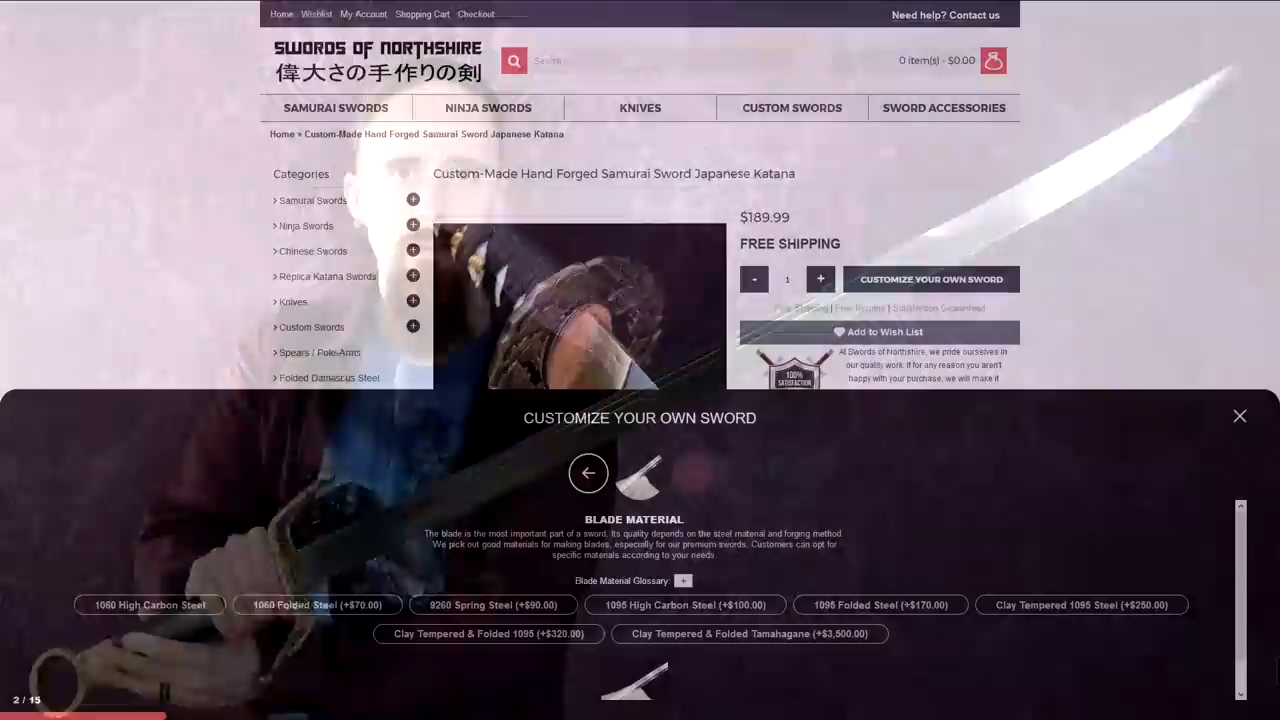 Home Wishlist My Account Shopping Cart Checkout
Need help? Contact us
SWORDS OF NORTHSHIRE
偉大さの手作りの剣
Search
0 item(s) - $0.00
SAMURAI SWORDS NINJA SWORDS KNIVES CUSTOM SWORDS SWORD ACCESSORIES
Home » Custom-Made Hand Forged Samurai Sword Japanese Katana
Categories
Samurai Swords
Ninja Swords
Chinese Swords
Replica Katana Swords
Knives
Custom Swords
Spears / Pole-Arms
Folded Damascus Steel
Custom-Made Hand Forged Samurai Sword Japanese Katana
$189.99
FREE SHIPPING
- 1 + CUSTOMIZE YOUR OWN SWORD
Free Shipping | Free Returns | Satisfaction Guaranteed
Add to Wish List
100%
SATISFACTION
At Swords of Northshire, we pride ourselves in
our quality work. If for any reason you aren't
happy with your purchase, we will make it
CUSTOMIZE YOUR OWN SWORD
BLADE MATERIAL
The blade is the most important part of a sword. Its quality depends on the steel material and forging method.
We pick out good materials for making blades, especially for our premium swords. Customers can opt for
specific materials according to your needs.
Blade Material Glossary: +
1060 High Carbon Steel 1060 Folded Steel (+$70.00) 9260 Spring Steel (+$90.00) 1095 High Carbon Steel (+$100.00) 1095 Folded Steel (+$170.00) Clay Tempered 1095 Steel (+$250.00)
Clay Tempered & Folded 1095 (+$320.00) Clay Tempered & Folded Tamahagane (+$3,500.00)
2 / 15